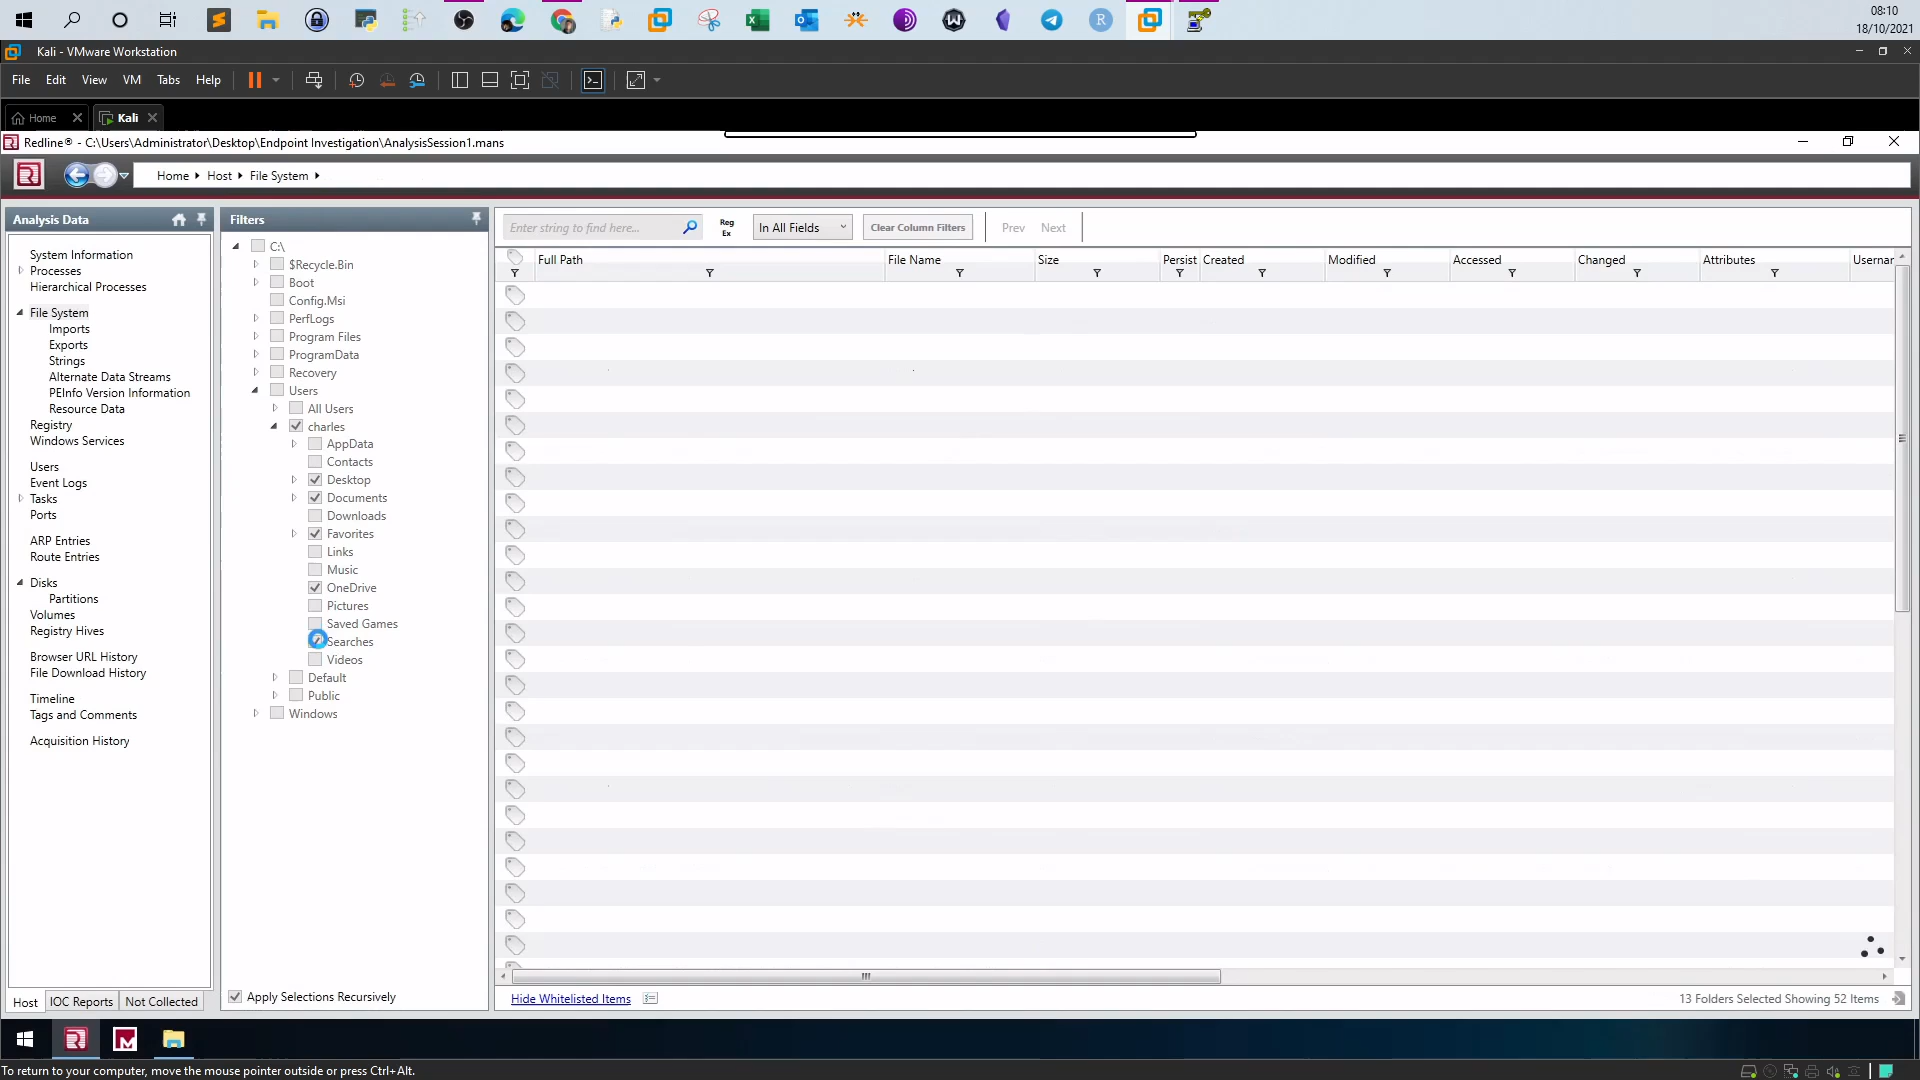 08:10
18/10/2021
Kali - VMware Workstation
File Edit View VM Tabs Help
Home Kali
Redline® - C:\Users\Administrator\Desktop\Endpoint Investigation\AnalysisSession1.mans
Home Host File System
Analysis Data
System Information
Processes
Hierarchical Processes
File System
Imports
Exports
Strings
Alternate Data Streams
PEInfo Version Information
Resource Data
Registry
Windows Services
Users
Event Logs
Tasks
Ports
ARP Entries
Route Entries
Disks
Partitions
Volumes
Registry Hives
Browser URL History
File Download History
Timeline
Tags and Comments
Acquisition History
Host IOC Reports Not Collected
Filters
C:\
$Recycle.Bin
Boot
Config.Msi
PerfLogs
Program Files
ProgramData
Recovery
Users
All Users
charles
AppData
Contacts
Desktop
Documents
Downloads
Favorites
Links
Music
OneDrive
Pictures
Saved Games
Searches
Videos
Default
Public
Windows
Apply Selections Recursively
Enter string to find here... Reg Ex In All Fields Clear Column Filters Prev Next
Full Path File Name Size Persist Created Modified Accessed Changed Attributes Usernar
Hide Whitelisted Items 13 Folders Selected Showing 52 Items
To return to your computer, move the mouse pointer outside or press Ctrl+Alt.